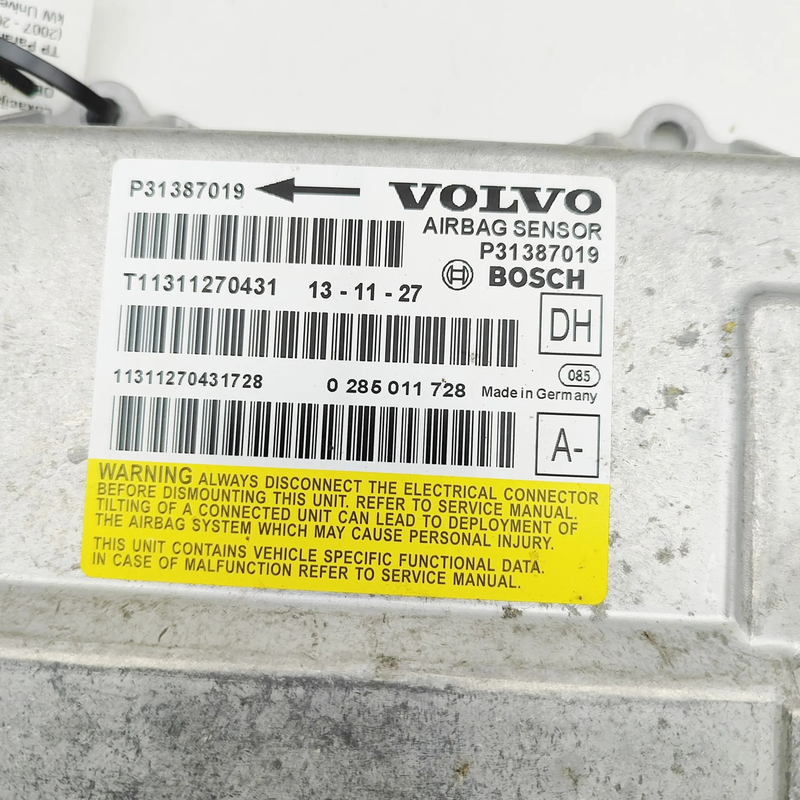 P31387019
VOLVO
AIRBAG SENSOR
P31387019
BOSCH
T11311270431 13 - 11 - 27
DH
085
11311270431728 0 285 011 728 Made in Germany
A-
WARNING ALWAYS DISCONNECT THE ELECTRICAL CONNECTOR
BEFORE DISMOUNTING THIS UNIT. REFER TO SERVICE MANUAL.
TILTING OF A CONNECTED UNIT CAN LEAD TO DEPLOYMENT OF
THE AIRBAG SYSTEM WHICH MAY CAUSE PERSONAL INJURY.
THIS UNIT CONTAINS VEHICLE SPECIFIC FUNCTIONAL DATA.
IN CASE OF MALFUNCTION REFER TO SERVICE MANUAL.